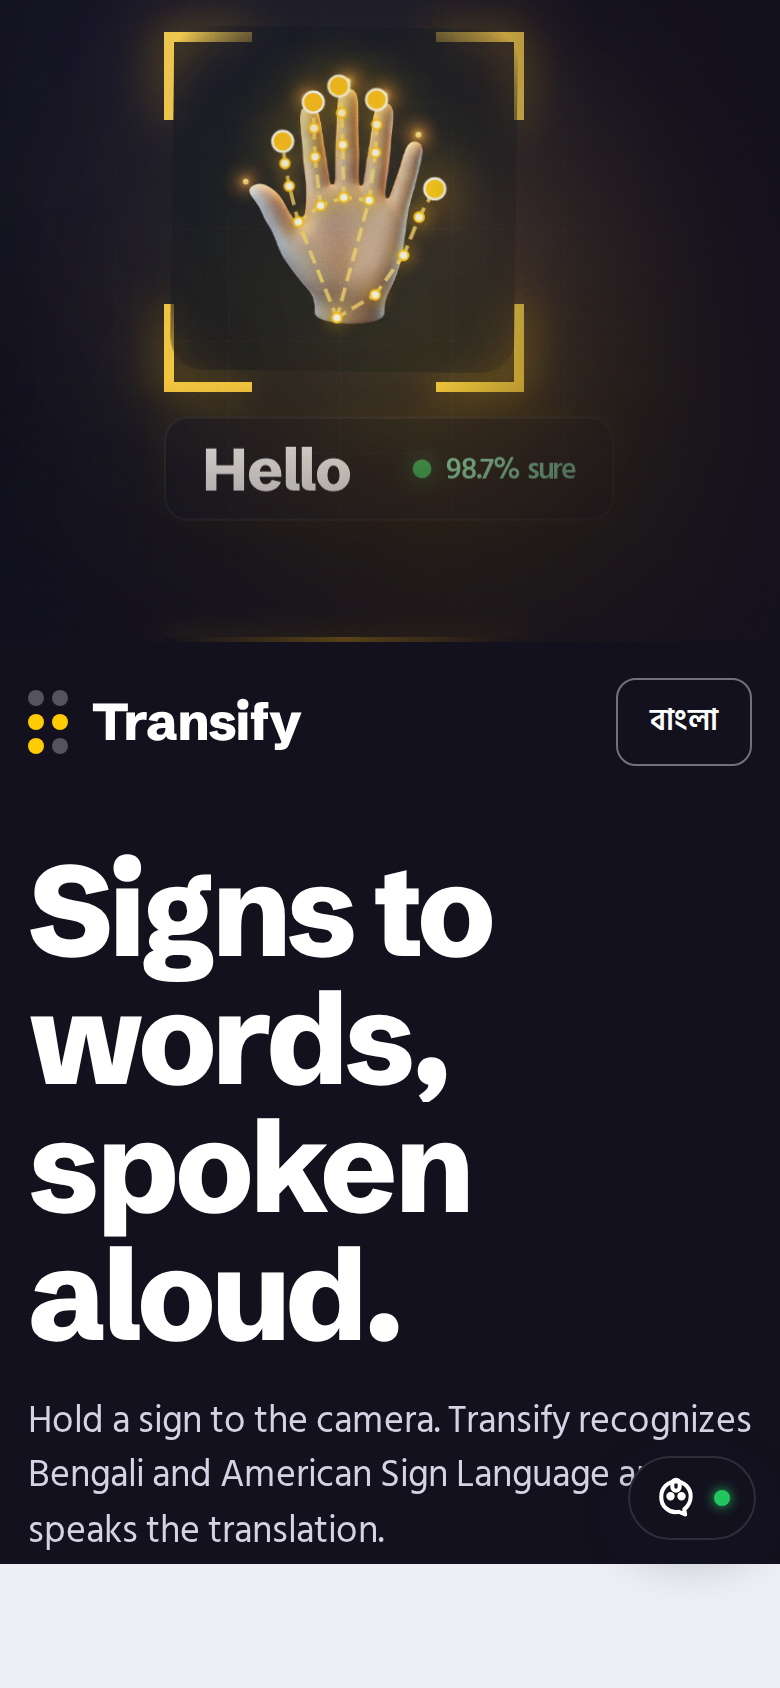 Hello
98.7% sure
Transify
বাংলা
Signs to
words,
spoken
aloud.
Hold a sign to the camera. Transify recognizes
Bengali and American Sign Language
speaks the translation.